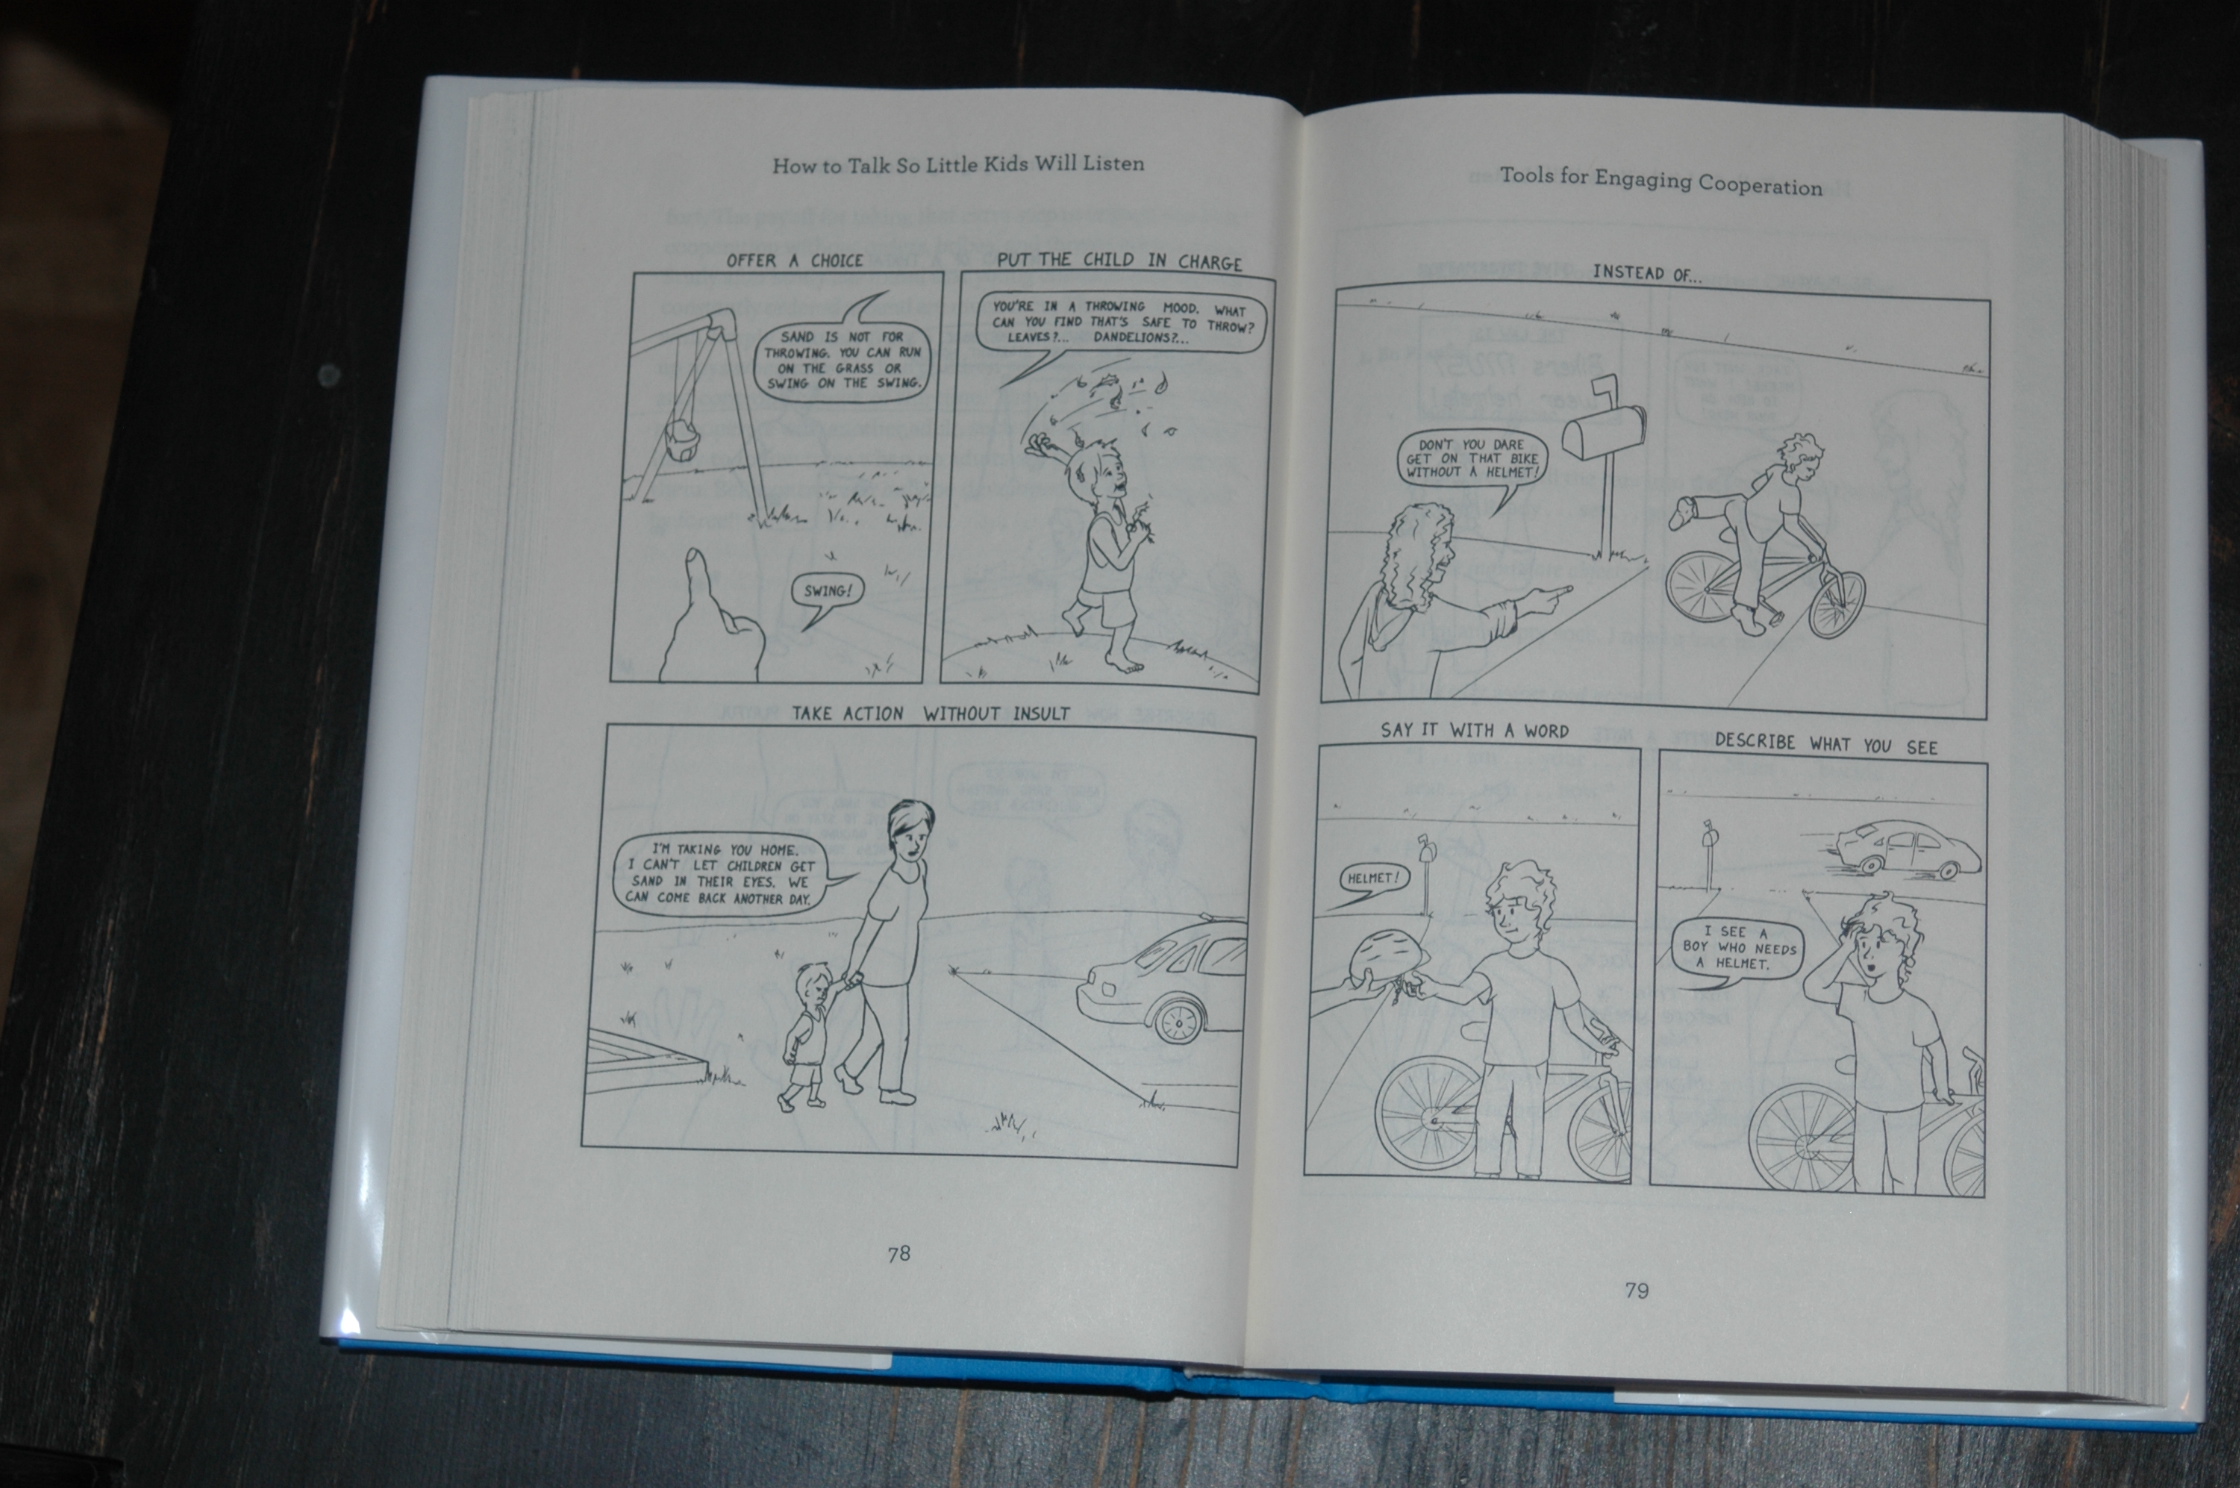 How to Talk So Little Kids Will Listen
OFFER A CHOICE
SAND IS NOT FOR
THROWING. YOU CAN RUN
ON THE GRASS OR
SWING ON THE SWING.
SWING!
PUT THE CHILD IN CHARGE
YOU'RE IN A THROWING MOOD. WHAT
CAN YOU FIND THAT'S SAFE TO THROW?
LEAVES?... DANDELIONS?...
TAKE ACTION WITHOUT INSULT
I'M TAKING YOU HOME.
I CAN'T LET CHILDREN GET
SAND IN THEIR EYES. WE
CAN COME BACK ANOTHER DAY.
78
Tools for Engaging Cooperation
INSTEAD OF...
DON'T YOU DARE
GET ON THAT BIKE
WITHOUT A HELMET!
SAY IT WITH A WORD
HELMET!
DESCRIBE WHAT YOU SEE
I SEE A
BOY WHO NEEDS
A HELMET.
79